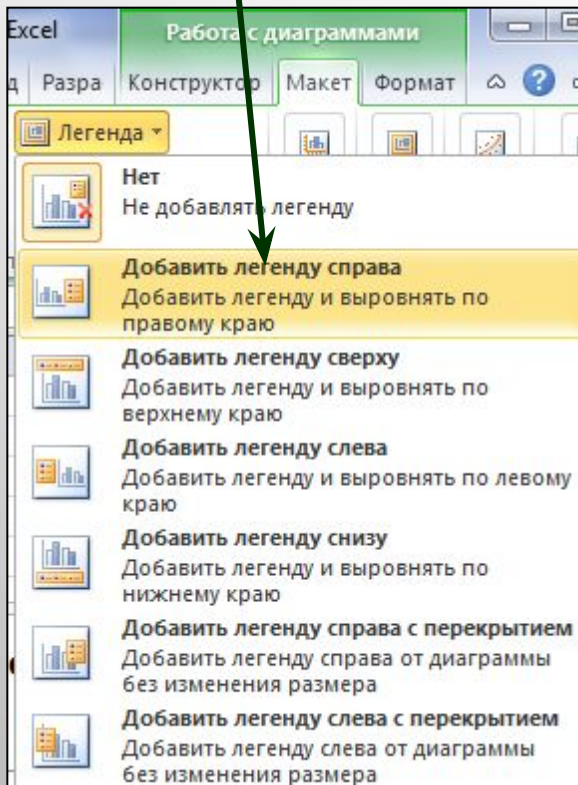 Excel Работа с диаграммами
д Разра Конструктор Макет Формат
Легенда
Нет
Не добавлять легенду
Добавить легенду справа
Добавить легенду и выровнять по
правому краю
Добавить легенду сверху
Добавить легенду и выровнять по
верхнему краю
Добавить легенду слева
Добавить легенду и выровнять по левому
краю
Добавить легенду снизу
Добавить легенду и выровнять по
нижнему краю
Добавить легенду справа с перекрытием
Добавить легенду справа от диаграммы
без изменения размера
Добавить легенду слева с перекрытием
Добавить легенду слева от диаграммы
без изменения размера